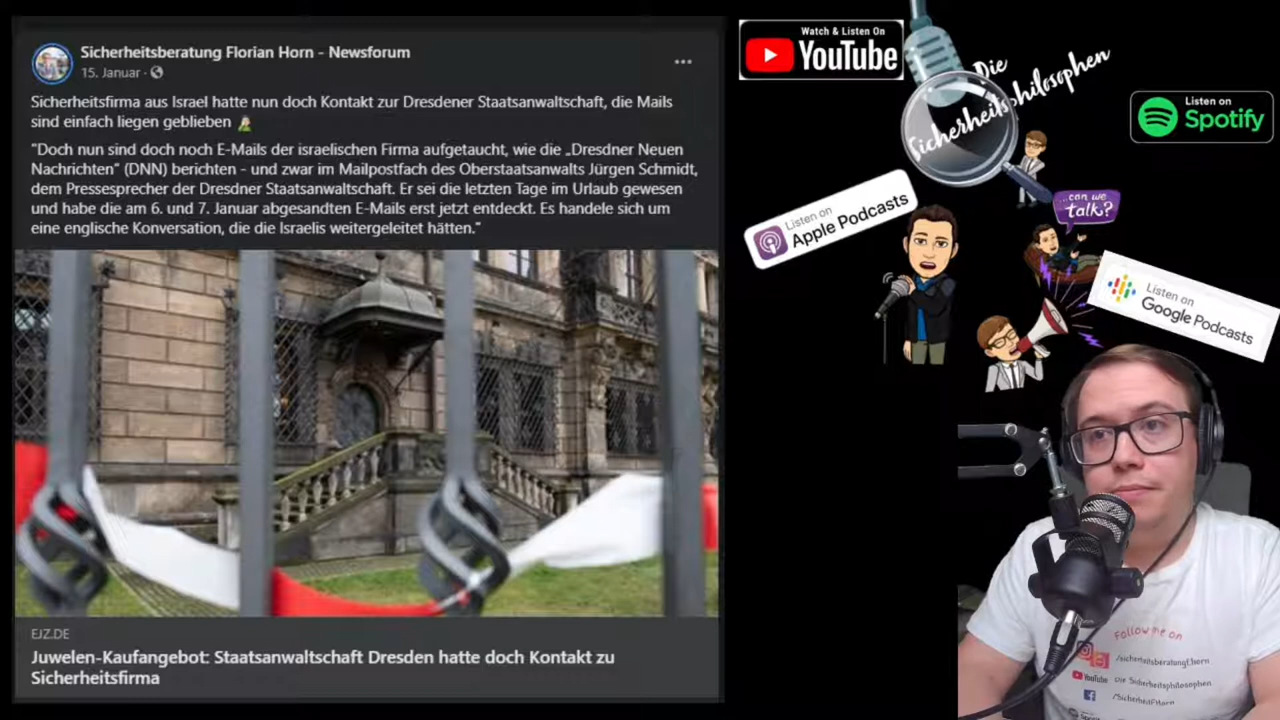 Sicherheitsberatung Florian Horn - Newsforum
15. Januar ·
Sicherheitsfirma aus Israel hatte nun doch Kontakt zur Dresdener Staatsanwaltschaft, die Mails
sind einfach liegen geblieben
"Doch nun sind doch noch E-Mails der israelischen Firma aufgetaucht, wie die „Dresdner Neuen
Nachrichten" (DNN) berichten - und zwar im Mailpostfach des Oberstaatsanwalts Jürgen Schmidt,
dem Pressesprecher der Dresdner Staatsanwaltschaft. Er sei die letzten Tage im Urlaub gewesen
und habe die am 6. und 7. Januar abgesandten E-Mails erst jetzt entdeckt. Es handele sich um
eine englische Konversation, die die Israelis weitergeleitet hätten."
EJZ.DE
Juwelen-Kaufangebot: Staatsanwaltschaft Dresden hatte doch Kontakt zu
Sicherheitsfirma
Watch & Listen On
YouTube
Die
Sicherheitsphilosophen
Listen on
Spotify
Listen on
Apple Podcasts
...can we
talk?
Listen on
Google Podcasts
Follow me on
/sicherheitsberatungfhorn
YouTube Die Sicherheitsphilosophen